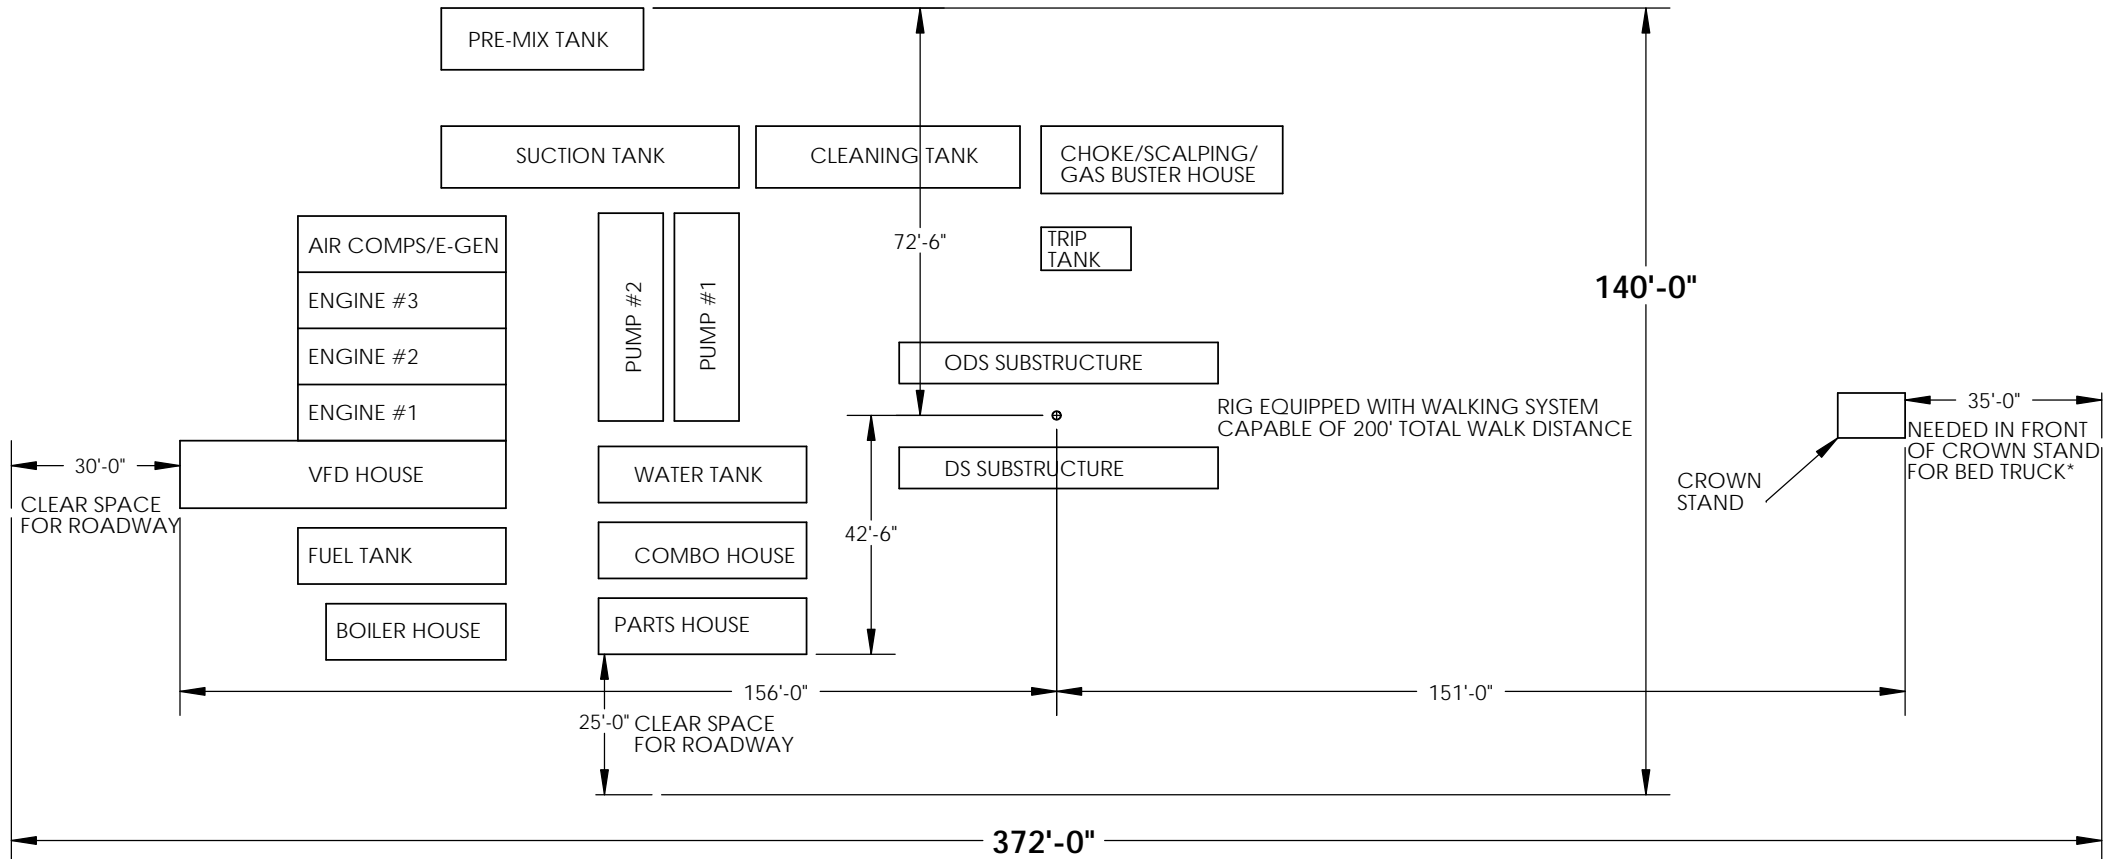 PRE-MIX TANK
SUCTION TANK
CLEANING TANK
CHOKE/SCALPING/
GAS BUSTER HOUSE
AIR COMPS/E-GEN
72'-6"
TRIP
TANK
ENGINE #3
PUMP #2
PUMP #1
140'-0"
ENGINE #2
ODS SUBSTRUCTURE
ENGINE #1
RIG EQUIPPED WITH WALKING SYSTEM
CAPABLE OF 200' TOTAL WALK DISTANCE
35'-0"
NEEDED IN FRONT
OF CROWN STAND
FOR BED TRUCK*
30'-0"
VFD HOUSE
WATER TANK
DS SUBSTRUCTURE
CROWN
STAND
CLEAR SPACE
FOR ROADWAY
42'-6"
FUEL TANK
COMBO HOUSE
BOILER HOUSE
PARTS HOUSE
156'-0"
151'-0"
25'-0" CLEAR SPACE
FOR ROADWAY
372'-0"